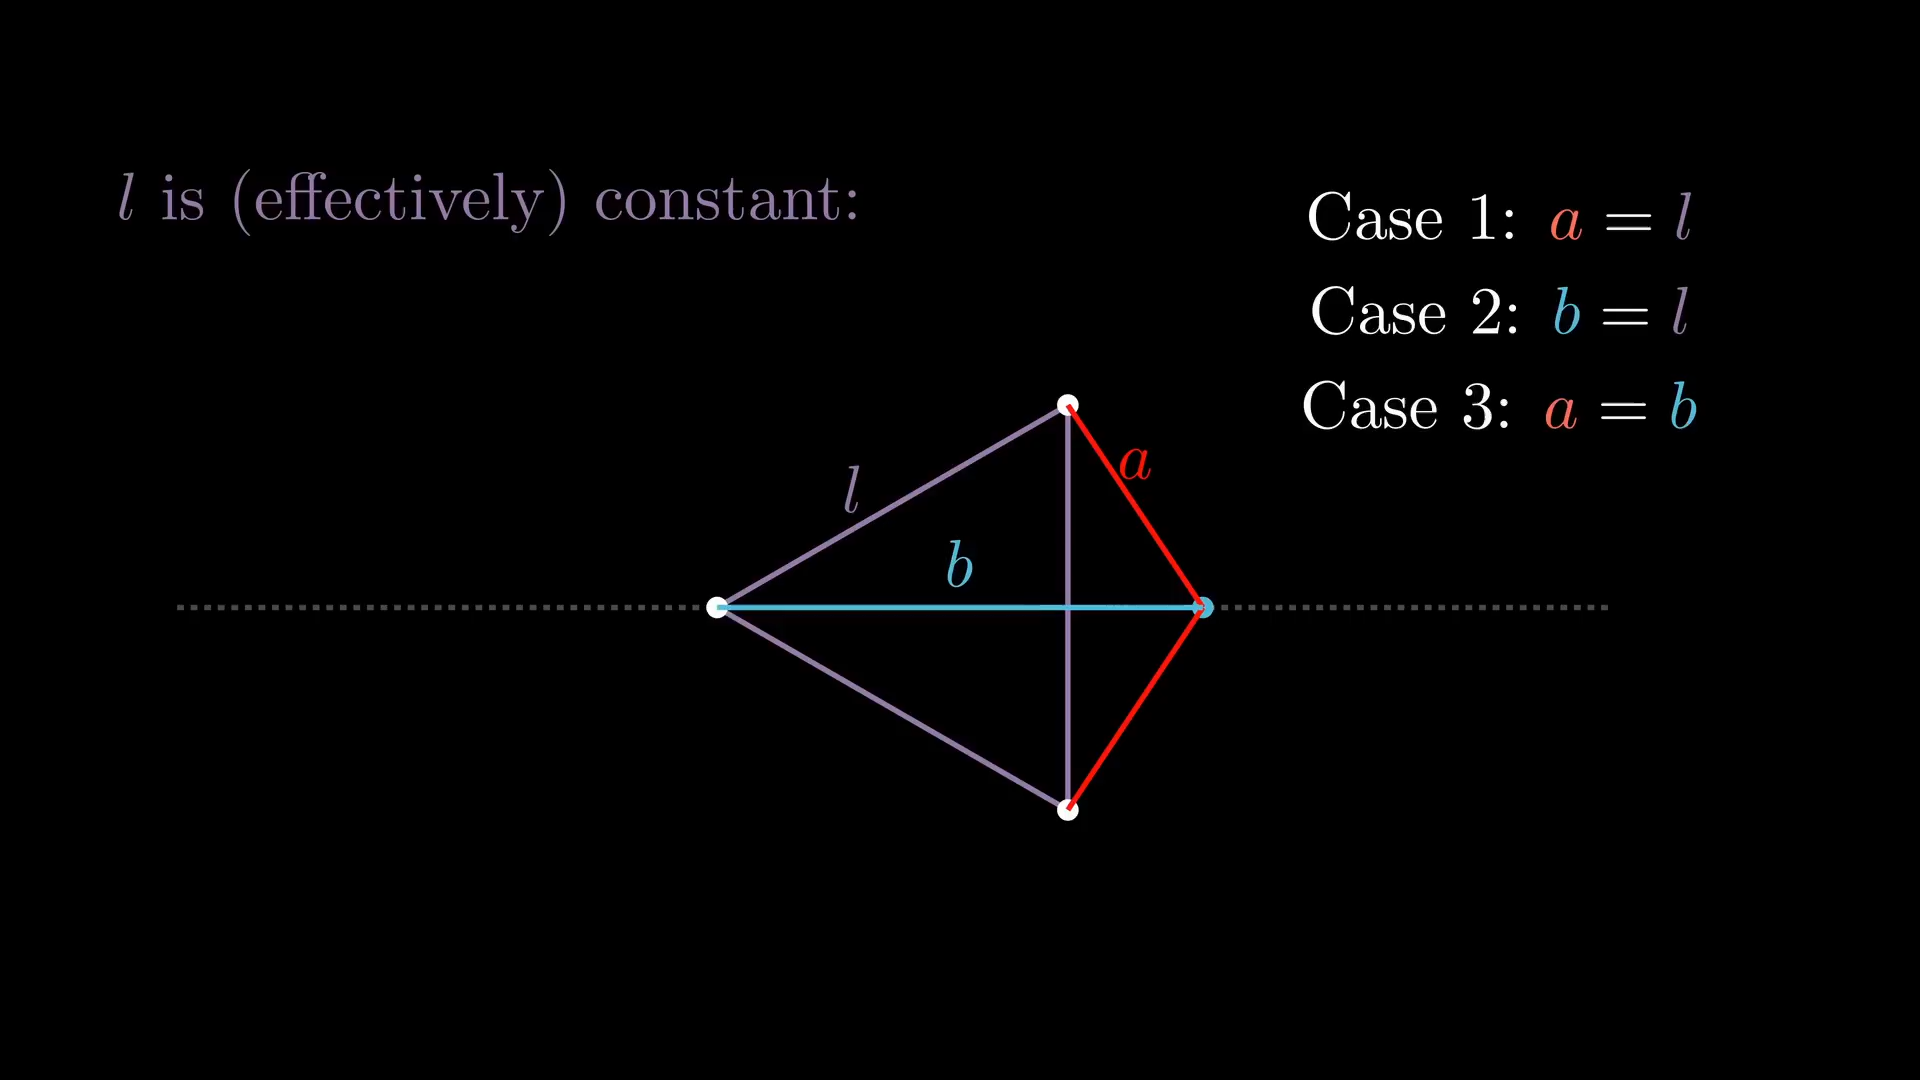 l is (effectively) constant:
Case 1: a = l
Case 2: b = l
Case 3: a = b
a
l
b